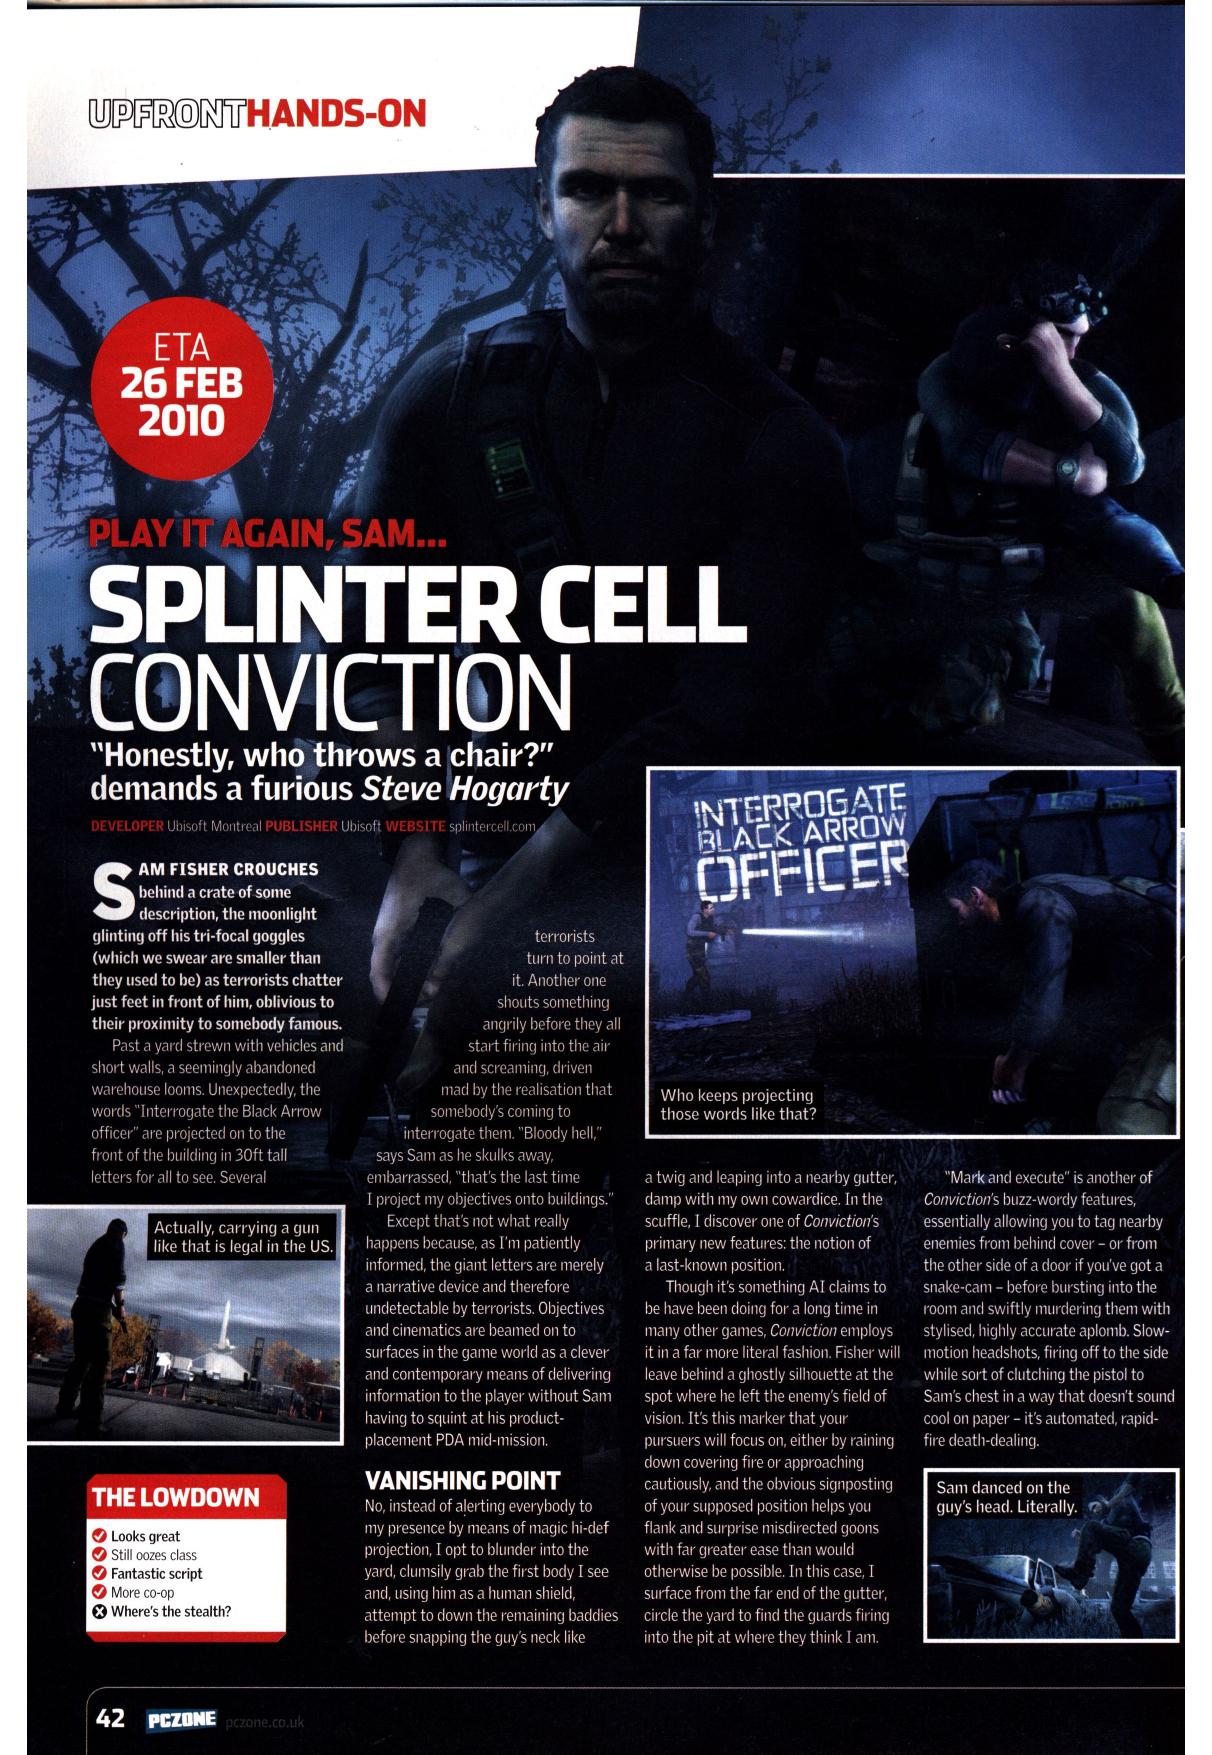 UPFRONTHANDS-ON
ETA
26 FEB
2010
PLAY IT AGAIN, SAM...
SPLINTER CELL
CONVICTION
"Honestly, who throws a chair?"
demands a furious Steve Hogarty
DEVELOPER Ubisoft Montreal PUBLISHER Ubisoft WEBSITE splintercell.com
SAM FISHER CROUCHES
behind a crate of some
description, the moonlight
glinting off his tri-focal goggles
(which we swear are smaller than
they used to be) as terrorists chatter
just feet in front of him, oblivious to
their proximity to somebody famous.
Past a yard strewn with vehicles and
short walls, a seemingly abandoned
warehouse looms. Unexpectedly, the
words "Interrogate the Black Arrow
officer" are projected on to the
front of the building in 30ft tall
letters for all to see. Several
terrorists
turn to point at
it. Another one
shouts something
angrily before they all
start firing into the air
and screaming, driven
mad by the realisation that
somebody's coming to
interrogate them. "Bloody hell,"
says Sam as he skulks away,
embarrassed, "that's the last time
I project my objectives onto buildings."
Except that's not what really
happens because, as I'm patiently
informed, the giant letters are merely
a narrative device and therefore
undetectable by terrorists. Objectives
and cinematics are beamed on to
surfaces in the game world as a clever
and contemporary means of delivering
information to the player without Sam
having to squint at his product-
placement PDA mid-mission.
VANISHING POINT
No, instead of alerting everybody to
my presence by means of magic hi-def
projection, I opt to blunder into the
yard, clumsily grab the first body I see
and, using him as a human shield,
attempt to down the remaining baddies
before snapping the guy's neck like
a twig and leaping into a nearby gutter,
damp with my own cowardice. In the
scuffle, I discover one of Conviction's
primary new features: the notion of
a last-known position.
Though it's something AI claims to
be have been doing for a long time in
many other games, Conviction employs
it in a far more literal fashion. Fisher will
leave behind a ghostly silhouette at the
spot where he left the enemy's field of
vision. It's this marker that your
pursuers will focus on, either by raining
down covering fire or approaching
cautiously, and the obvious signposting
of your supposed position helps you
flank and surprise misdirected goons
with far greater ease than would
otherwise be possible. In this case, I
surface from the far end of the gutter,
circle the yard to find the guards firing
into the pit at where they think I am.
"Mark and execute" is another of
Conviction's buzz-wordy features,
essentially allowing you to tag nearby
enemies from behind cover – or from
the other side of a door if you've got a
snake-cam – before bursting into the
room and swiftly murdering them with
stylised, highly accurate aplomb. Slow-
motion headshots, firing off to the side
while sort of clutching the pistol to
Sam's chest in a way that doesn't sound
cool on paper – it's automated, rapid-
fire death-dealing.
INTERROGATE
BLACK ARROW
OFFICER
Who keeps projecting
those words like that?
Actually, carrying a gun
like that is legal in the US.
Sam danced on the
guy's head. Literally.
THE LOWDOWN
Looks great
Still oozes class
Fantastic script
More co-op
Where's the stealth?
42 PCZONE pczone.co.uk